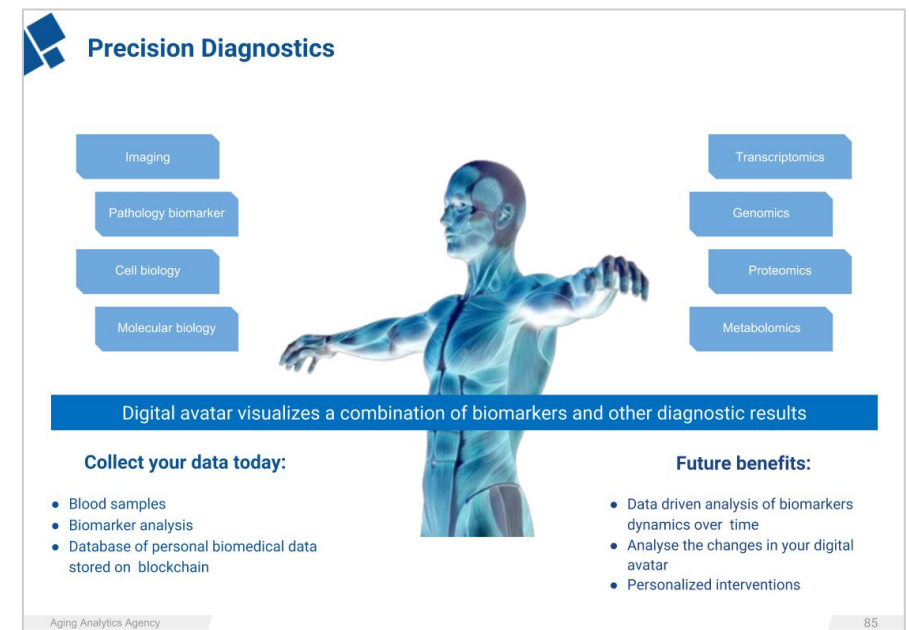 Precision Diagnostics
Imaging
Pathology biomarker
Cell biology
Molecular biology
Transcriptomics
Genomics
Proteomics
Metabolomics
Digital avatar visualizes a combination of biomarkers and other diagnostic results
Collect your data today:
● Blood samples
● Biomarker analysis
● Database of personal biomedical data
stored on blockchain
Future benefits:
● Data driven analysis of biomarkers
dynamics over time
● Analyse the changes in your digital
avatar
● Personalized interventions
Aging Analytics Agency
85